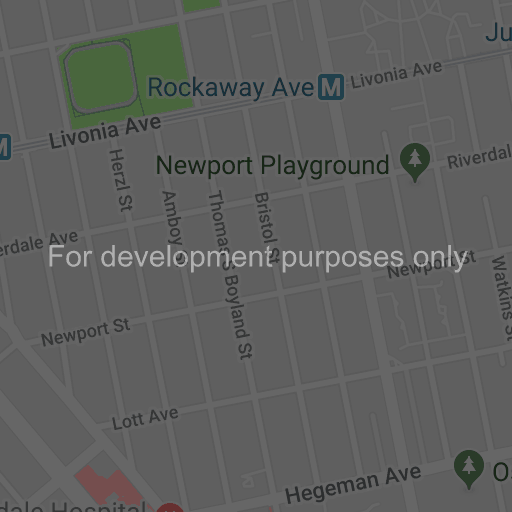 Ju
Livonia Ave
Rockaway Ave M
Livonia Ave
M
Newport Playground
Riverdal
Herzl St
Amboy S
Thomas S Boyland St
Bristol St
erdale Ave
For development purposes only
Newport St
Watkins St
Newport St
Lott Ave
Hegeman Ave
O
dale Hospital